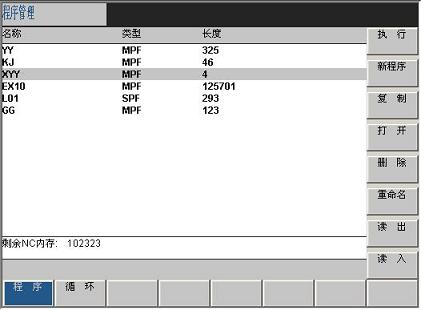 程序管理
名称 类型 长度
YY MPF 325
KJ MPF 46
XYY MPF 4
EX10 MPF 125701
L01 SPF 293
GG MPF 123
剩余NC内存: 102323
执 行
新程序
复 制
打 开
删 除
重命名
读 出
读 入
程 序 循 环